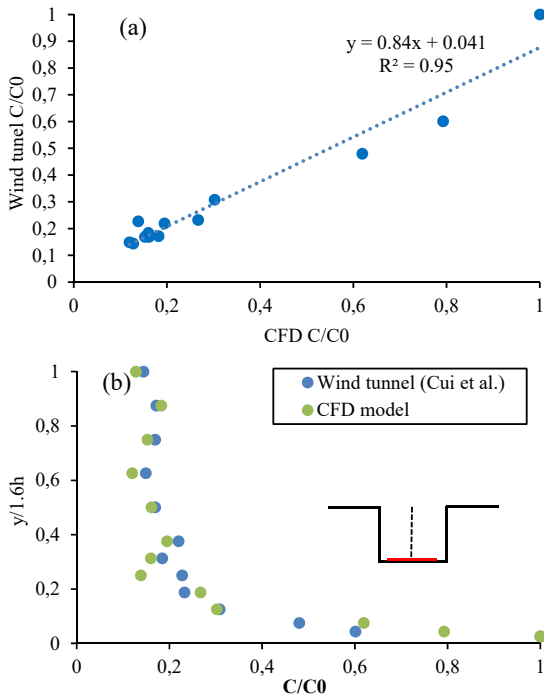 (a)
y = 0.84x + 0.041
R² = 0.95
Wind tunel C/C0
1
0,9
0,8
0,7
0,6
0,5
0,4
0,3
0,2
0,1
0
0 0,2 0,4 0,6 0,8 1
CFD C/C0
(b)
Wind tunnel (Cui et al.)
CFD model
y/1.6h
1
0,8
0,6
0,4
0,2
0
0 0,2 0,4 0,6 0,8 1
C/C0